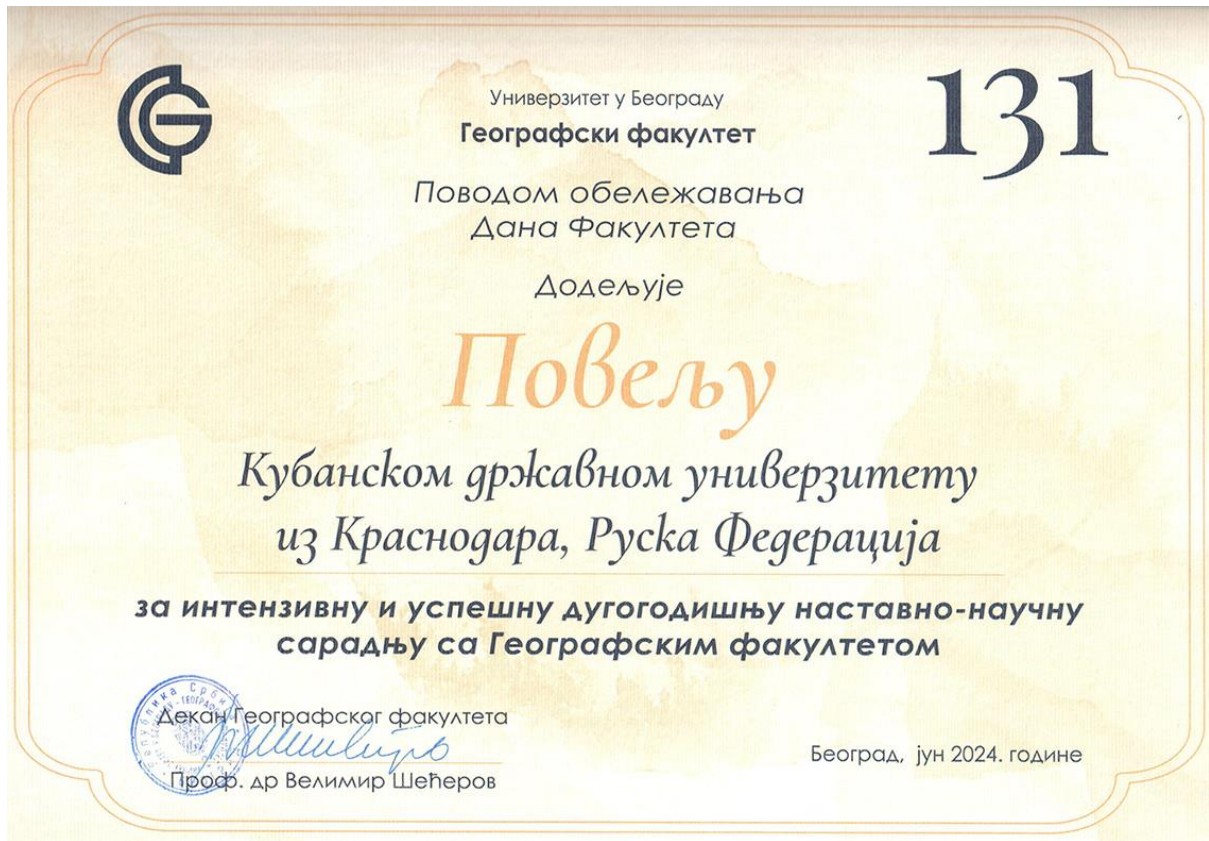 131
Универзитет у Београду
Географски факултет
Поводом обележавања
Дана Факултета
Додељује
Повељу
Кубанском државном универзитету
из Краснодара, Руска Федерација
за интензивну и успешну дугогодишњу наставно-научну
сарадњу са Географским факултетом
Декан Географског факултета
Проф. др Велимир Шећеров
Београд, јун 2024. године